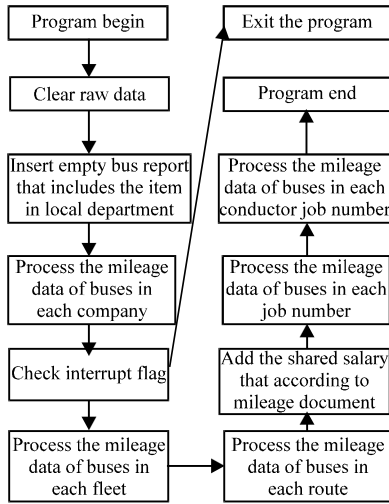 Program begin
Clear raw data
Insert empty bus report
that includes the item
in local department
Process the mileage
data of buses in
each company
Check interrupt flag
Process the mileage
data of buses in
each fleet
Exit the program
Program end
Process the mileage
data of buses in each
conductor job number
Process the mileage
data of buses in each
job number
Add the shared salary
that according to
mileage document
Process the mileage
data of buses in
each route